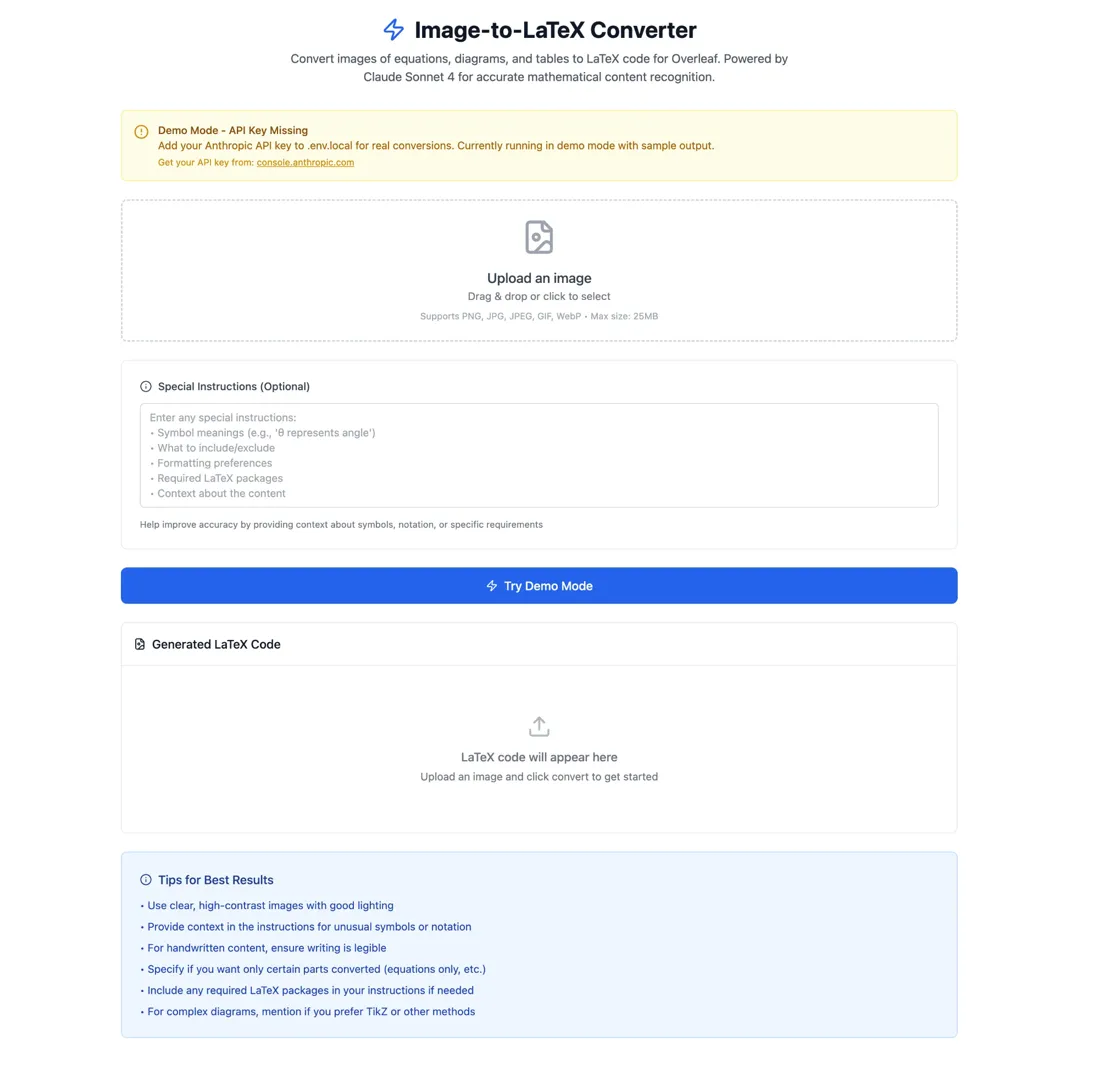 Image-to-LaTeX Converter
Convert images of equations, diagrams, and tables to LaTeX code for Overleaf. Powered by
Claude Sonnet 4 for accurate mathematical content recognition.
Demo Mode - API Key Missing
Add your Anthropic API key to .env.local for real conversions. Currently running in demo mode with sample output.
Get your API key from: console.anthropic.com
Upload an image
Drag & drop or click to select
Supports PNG, JPG, JPEG, GIF, WebP • Max size: 25MB
Special Instructions (Optional)
Enter any special instructions:
• Symbol meanings (e.g., 'θ represents angle')
• What to include/exclude
• Formatting preferences
• Required LaTeX packages
• Context about the content
Help improve accuracy by providing context about symbols, notation, or specific requirements
Try Demo Mode
Generated LaTeX Code
LaTeX code will appear here
Upload an image and click convert to get started
Tips for Best Results
• Use clear, high-contrast images with good lighting
• Provide context in the instructions for unusual symbols or notation
• For handwritten content, ensure writing is legible
• Specify if you want only certain parts converted (equations only, etc.)
• Include any required LaTeX packages in your instructions if needed
• For complex diagrams, mention if you prefer TikZ or other methods